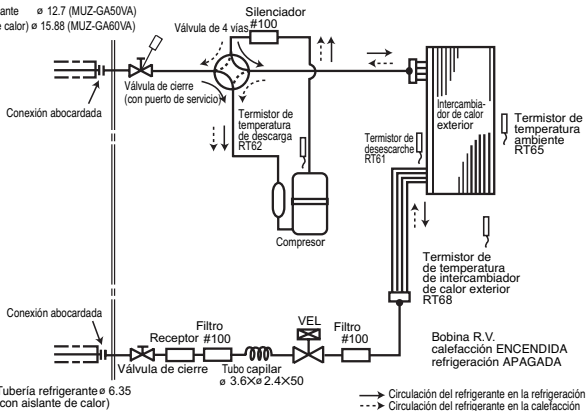 ante ø 12.7 (MUZ-GA50VA)
e calor) ø 15.88 (MUZ-GA60VA)
Silenciador
#100
Válvula de 4 vías
Válvula de cierre
(con puerto de servicio)
Conexión abocardada
Termistor de
temperatura
de descarga
RT62
Compresor
Intercambia-
dor de calor
exterior
Termistor de
desescarche
RT61
Termistor de
temperatura
ambiente
RT65
Termistor de
de temperatura
de intercambiador
de calor exterior
RT68
Conexión abocardada
Receptor
Válvula de cierre
Filtro
#100
Tubo capilar
ø 3.6Xø 2.4X50
VEL
Filtro
#100
Bobina R.V.
calefacción ENCENDIDA
refrigeración APAGADA
Tubería refrigerante ø 6.35
con aislante de calor)
Circulación del refrigerante en la refrigeración
Circulación del refrigerante en la calefacción